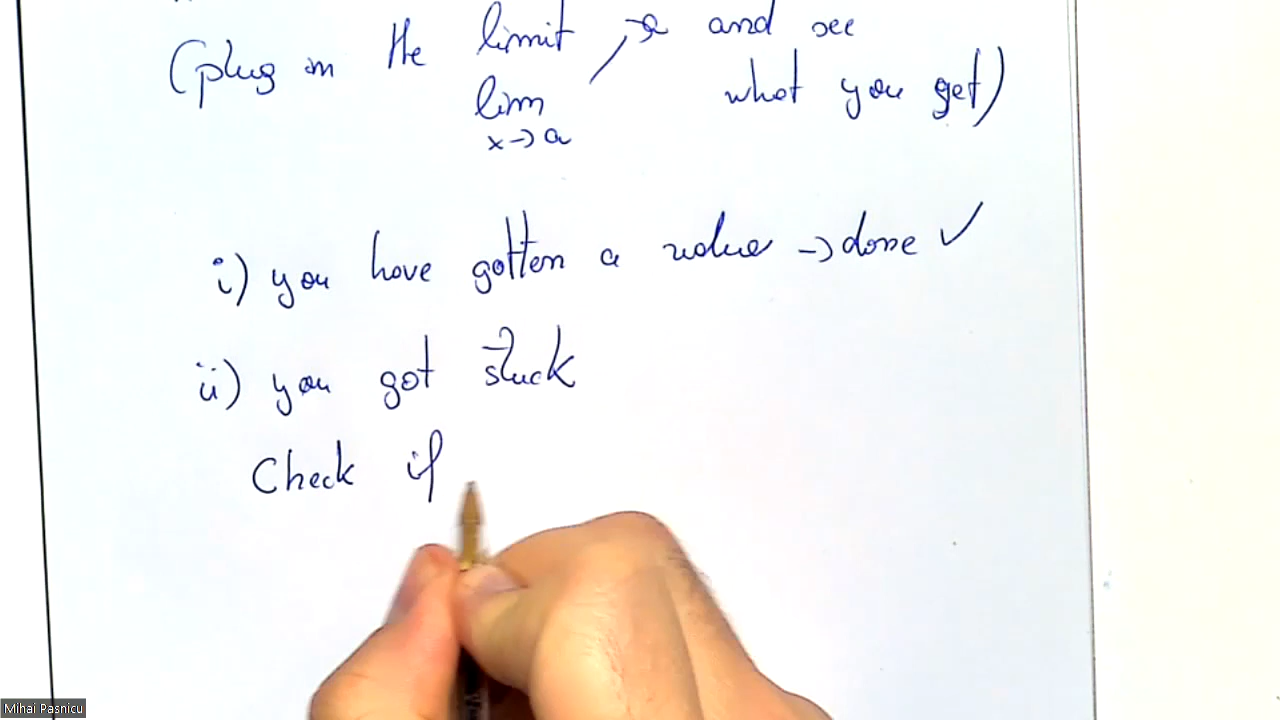 (plug in the limit → a and see
lim what you get)
x→a
i) you have gotten a value → done ✓
ii) you got stuck
Check if
Mihai Pasnicu